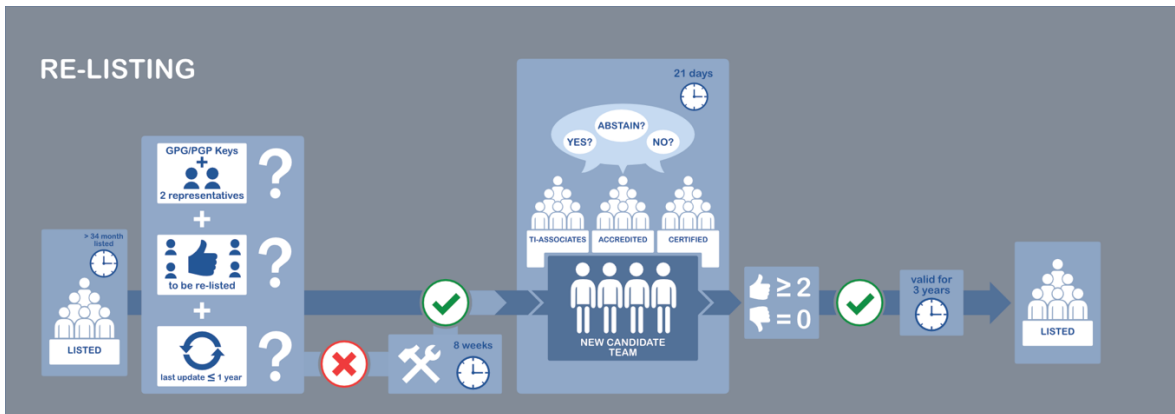 RE-LISTING
> 34 month
listed
LISTED
GPG/PGP Keys
+
2 representatives
?
+
to be re-listed
?
+
last update ≤ 1 year
?
8 weeks
21 days
YES?
ABSTAIN?
NO?
TI-ASSOCIATES
ACCREDITED
CERTIFIED
NEW CANDIDATE
TEAM
≥ 2
= 0
valid for
3 years
LISTED